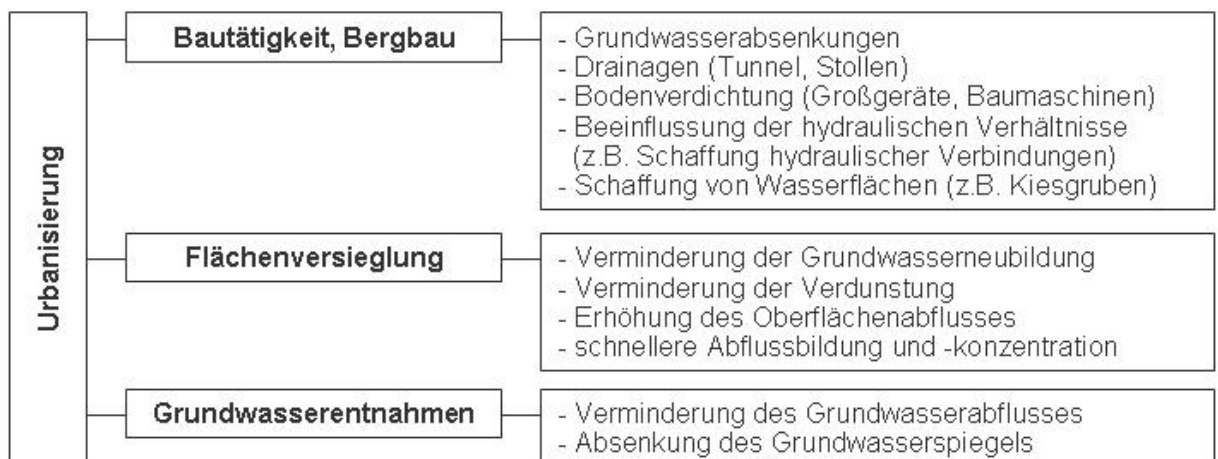 Urbanisierung
Bautätigkeit, Bergbau
- Grundwasserabsenkungen
- Drainagen (Tunnel, Stollen)
- Bodenverdichtung (Großgeräte, Baumaschinen)
- Beeinflussung der hydraulischen Verhältnisse
(z.B. Schaffung hydraulischer Verbindungen)
- Schaffung von Wasserflächen (z.B. Kiesgruben)
Flächenversieglung
- Verminderung der Grundwasserneubildung
- Verminderung der Verdunstung
- Erhöhung des Oberflächenabflusses
- schnellere Abflussbildung und -konzentration
Grundwasserentnahmen
- Verminderung des Grundwasserabflusses
- Absenkung des Grundwasserspiegels